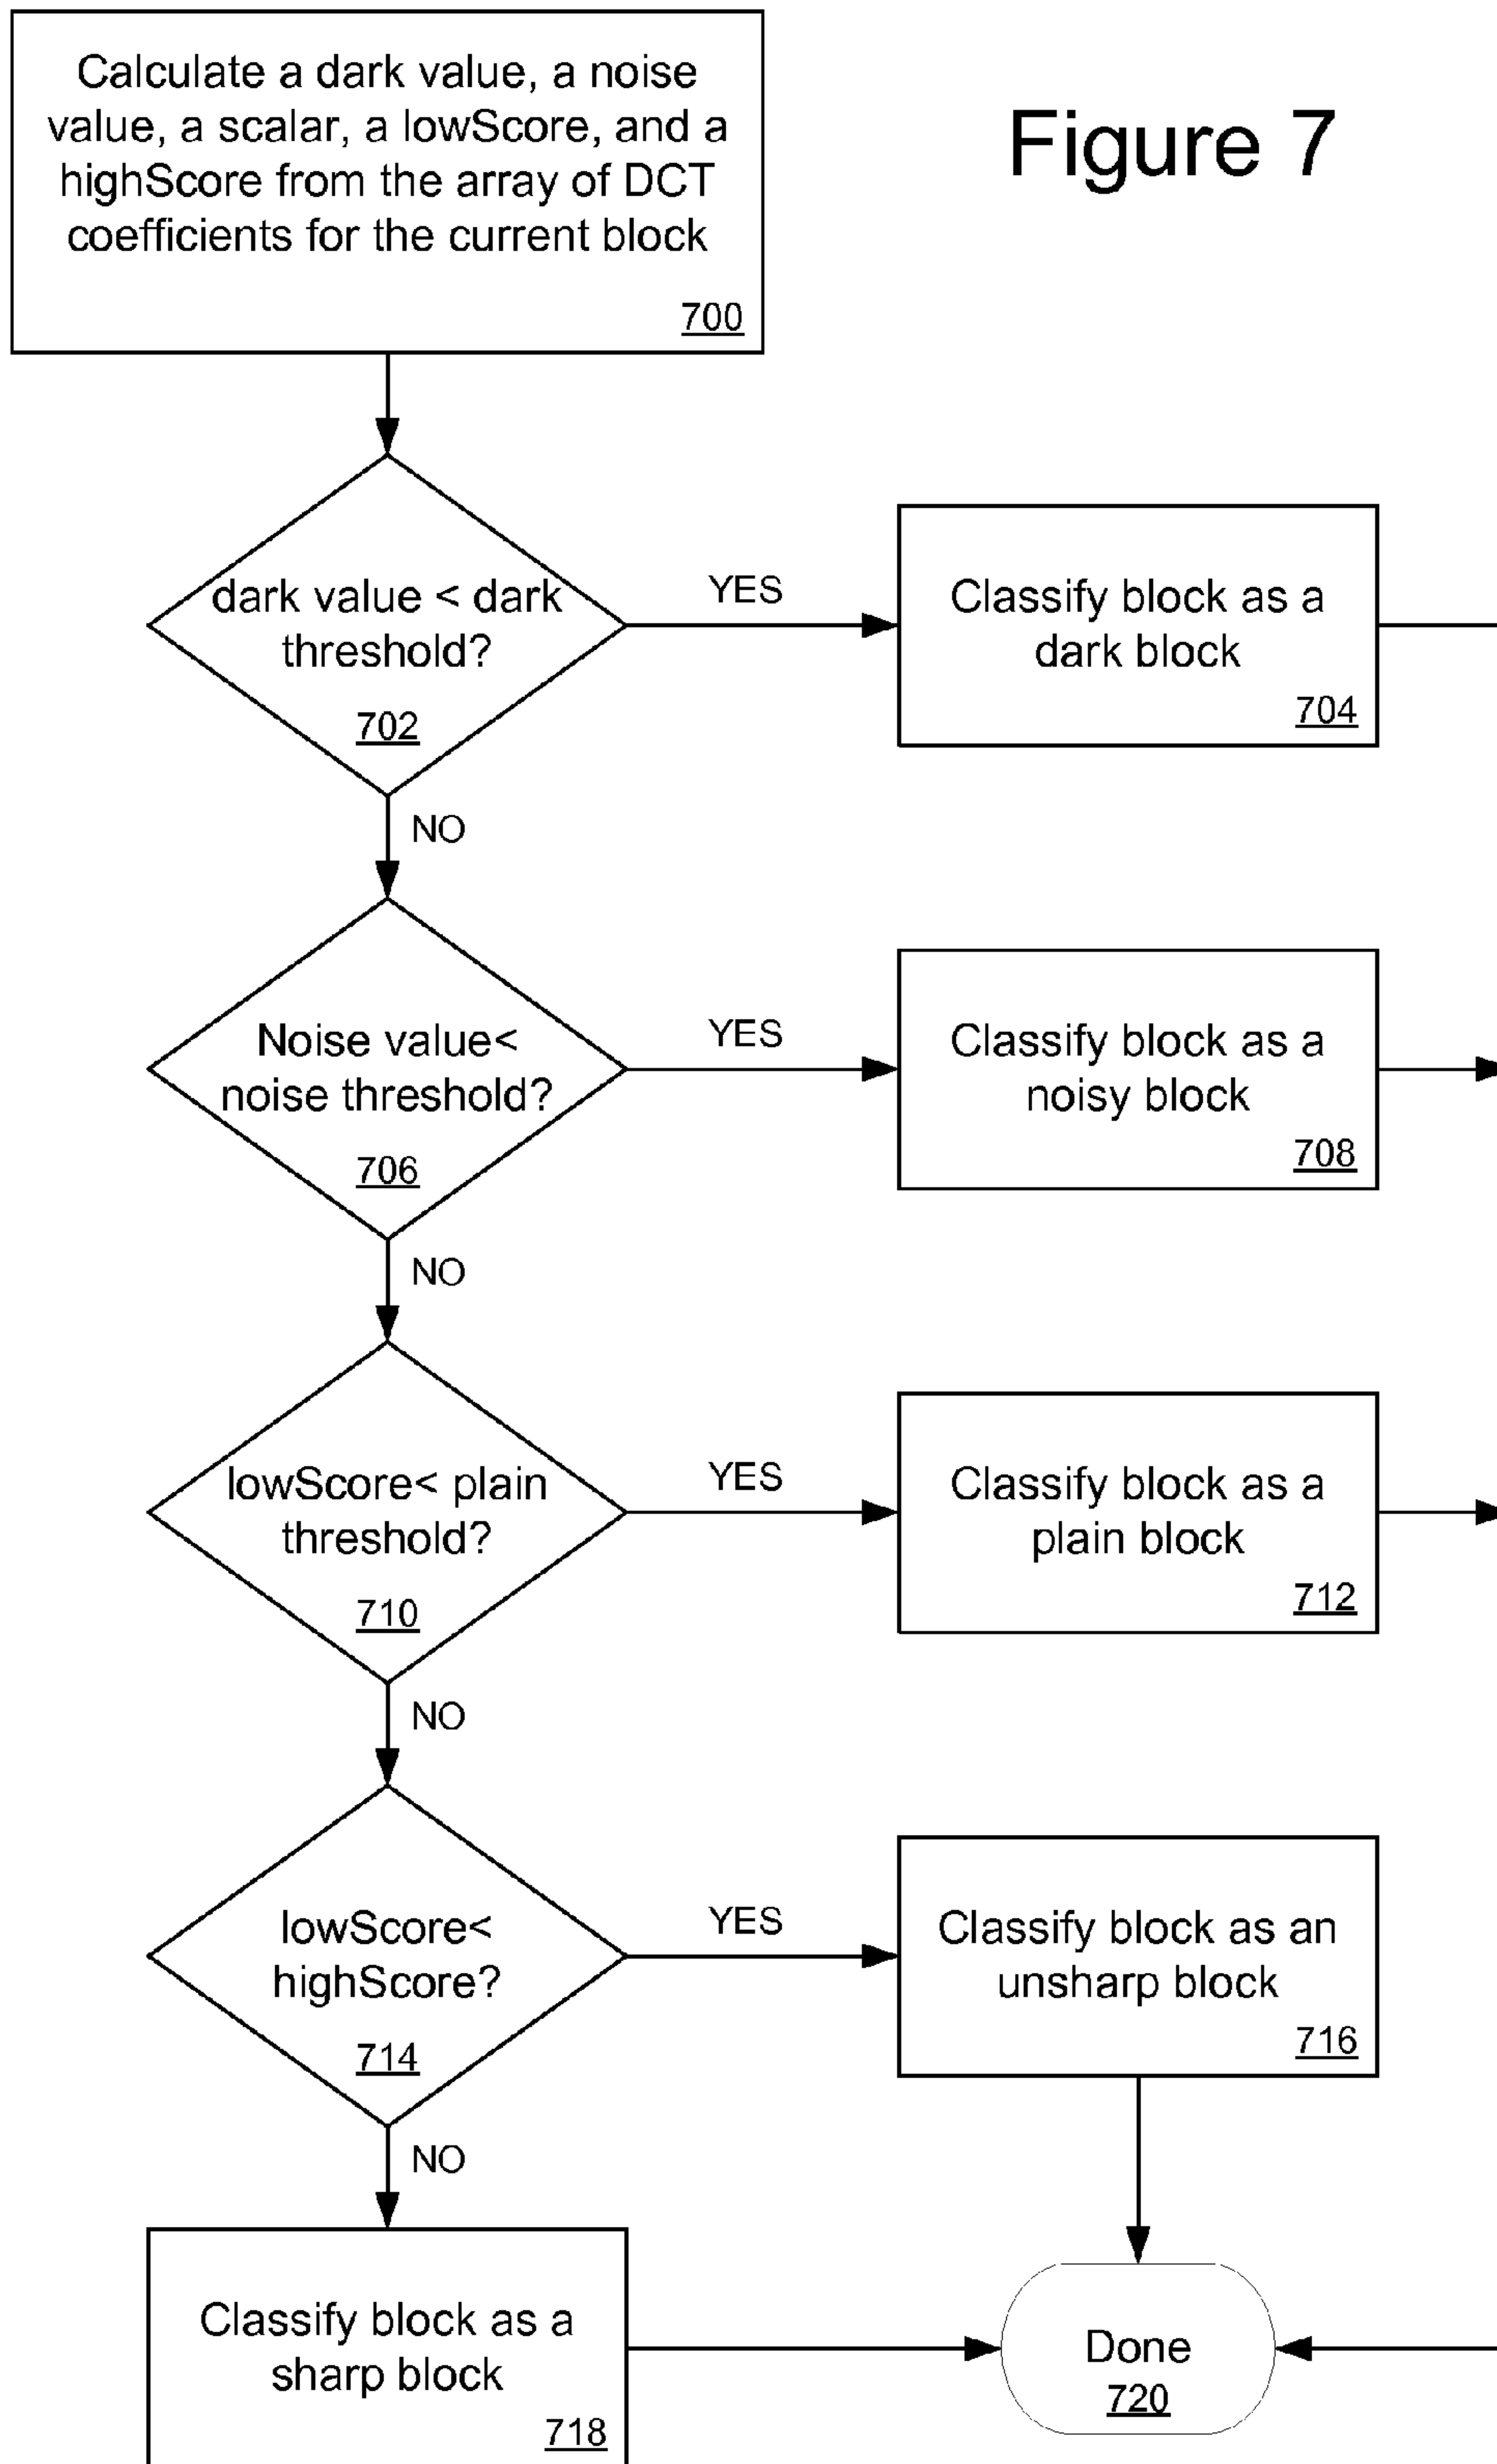 Calculate a dark value, a noise
value, a scalar, a lowScore, and a
highScore from the array of DCT
coefficients for the current block
700
Figure 7
dark value < dark
threshold?
702
YES
Classify block as a
dark block
704
NO
Noise value<
noise threshold?
706
YES
Classify block as a
noisy block
708
NO
lowScore< plain
threshold?
710
YES
Classify block as a
plain block
712
NO
lowScore<
highScore?
714
YES
Classify block as an
unsharp block
716
NO
Classify block as a
sharp block
718
Done
720